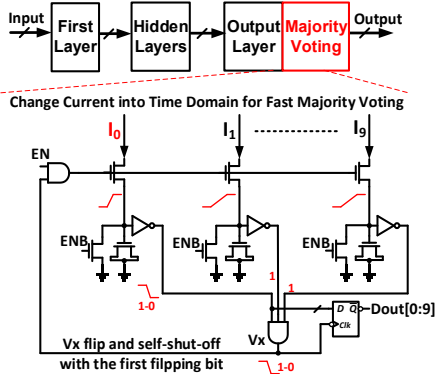 Input
First
Layer
Hidden
Layers
Output
Layer
Majority
Voting
Output
Change Current into Time Domain for Fast Majority Voting
I0
I1
I9
EN
ENB
ENB
ENB
1
1
1-0
D
Q
Clk
Dout[0:9]
Vx
Vx flip and self-shut-off
with the first filpping bit
1-0